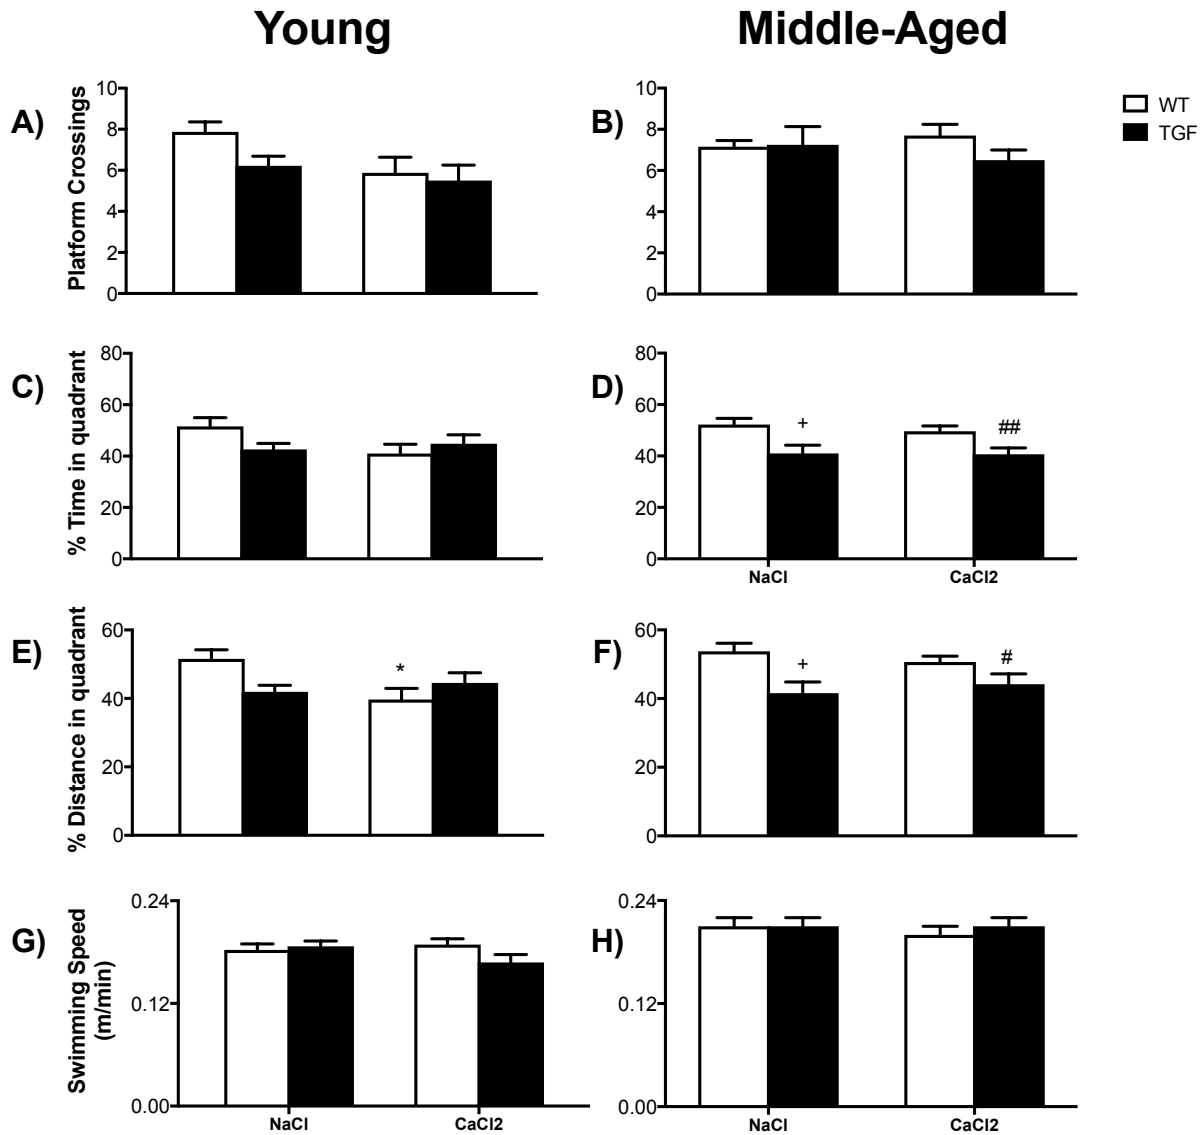 Young
Middle-Aged
WT
TGF
A)
Platform Crossings
10
8
6
4
2
0
B)
10
8
6
4
2
0
C)
% Time in quadrant
80
60
40
20
0
D)
80
60
40
20
0
+
##
NaCl
CaCl2
E)
% Distance in quadrant
60
40
20
0
*
F)
60
40
20
0
+
#
G)
Swimming Speed
(m/min)
0.24
0.12
0.00
NaCl
CaCl2
H)
0.24
0.12
0.00
NaCl
CaCl2